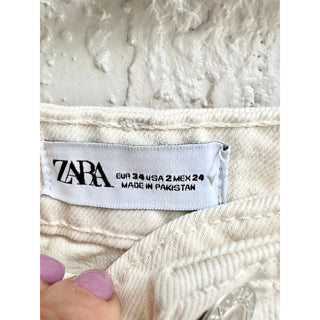 ZARA
EUR 34 USA 2 MEX 24
MADE IN PAKISTAN